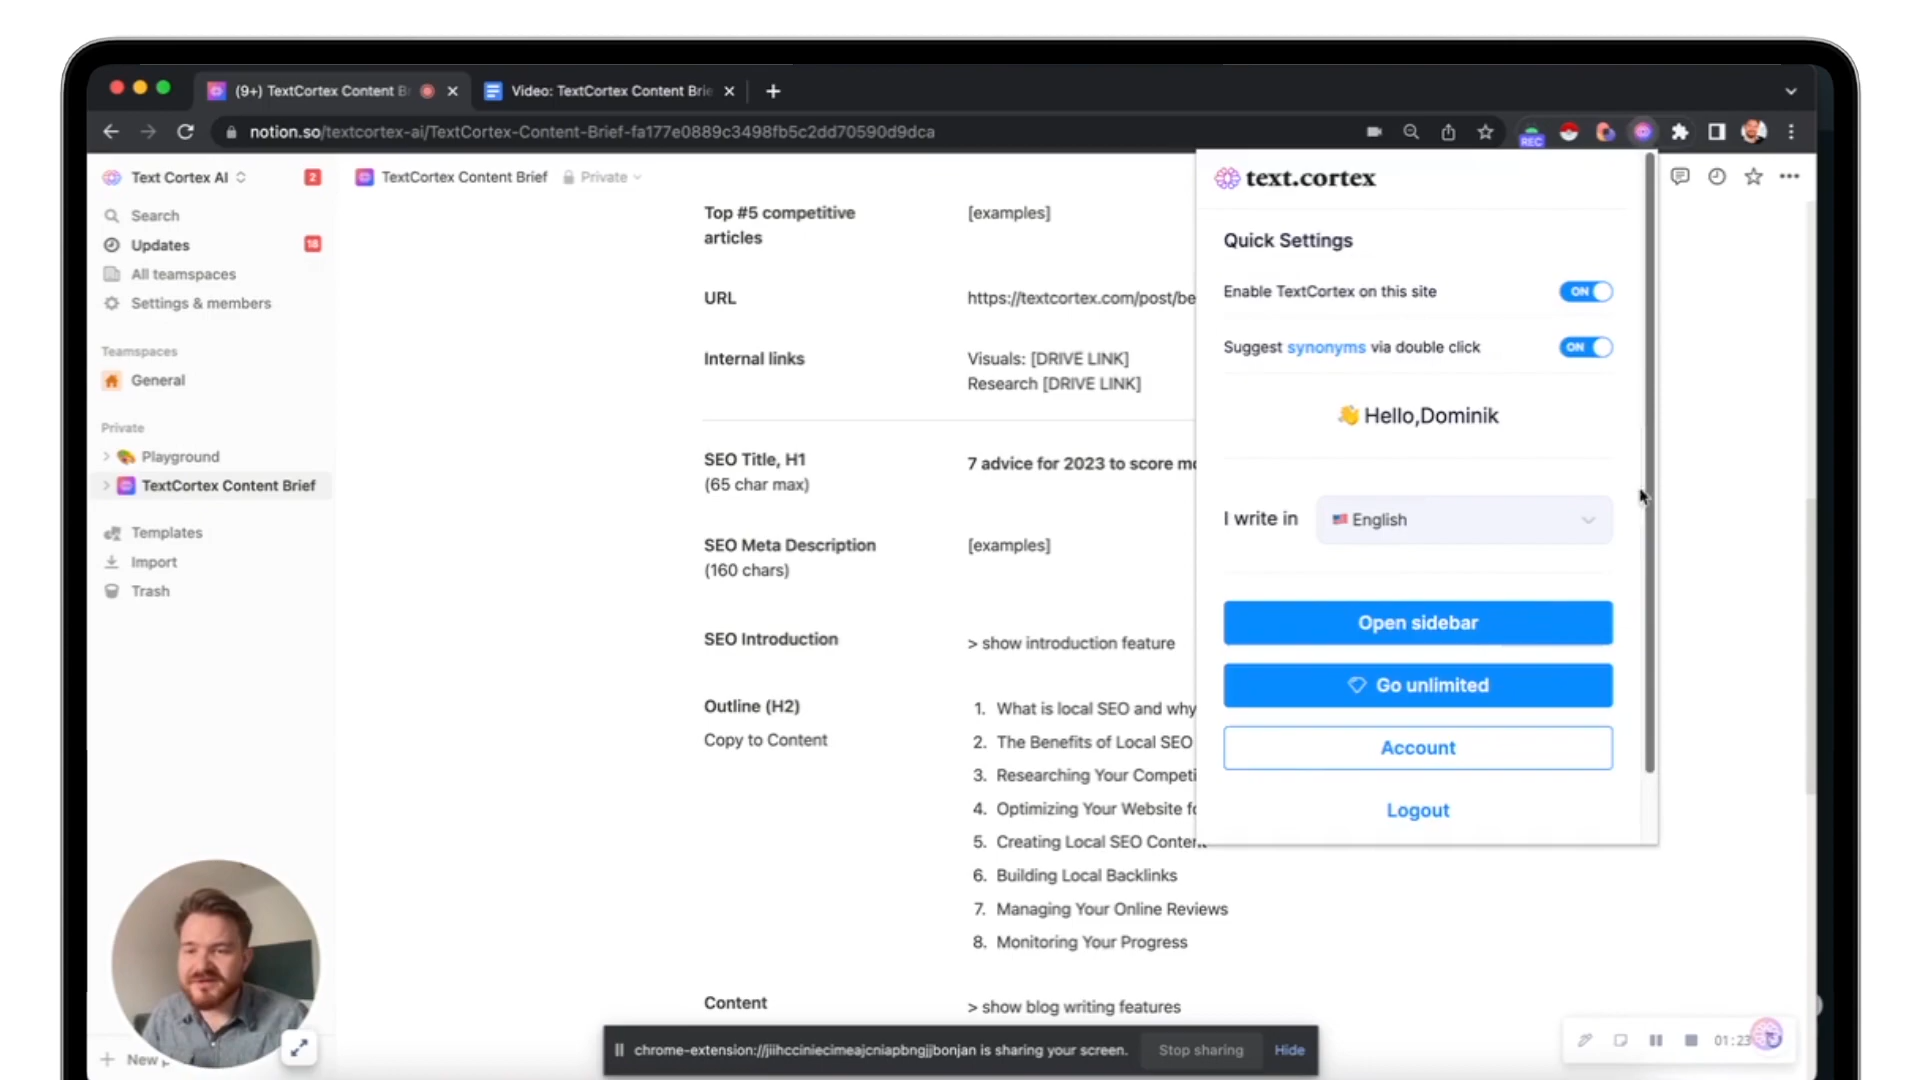 (9+) TextCortex Content B
Video: TextCortex Content Brie
notion.so/textcortex-ai/TextCortex-Content-Brief-fa177e0889c3498fb5c2dd70590d9dca
REC
Text Cortex AI
2
Search
Updates
18
All teamspaces
Settings & members
Teamspaces
General
Private
Playground
TextCortex Content Brief
Templates
Import
Trash
New
TextCortex Content Brief
Private
Top #5 competitive
articles
[examples]
URL
https://textcortex.com/post/be
Internal links
Visuals: [DRIVE LINK]
Research [DRIVE LINK]
SEO Title, H1
(65 char max)
7 advice for 2023 to score mo
SEO Meta Description
(160 chars)
[examples]
SEO Introduction
> show introduction feature
Outline (H2)
Copy to Content
1. What is local SEO and why
2. The Benefits of Local SEO
3. Researching Your Competi
4. Optimizing Your Website fo
5. Creating Local SEO Content
6. Building Local Backlinks
7. Managing Your Online Reviews
8. Monitoring Your Progress
Content
> show blog writing features
text.cortex
Quick Settings
Enable TextCortex on this site
ON
Suggest synonyms via double click
ON
👋 Hello,Dominik
I write in
English
Open sidebar
Go unlimited
Account
Logout
chrome-extension://jiihcciniecimeajcniapbngjjbonjan is sharing your screen.
Stop sharing
Hide
01:23